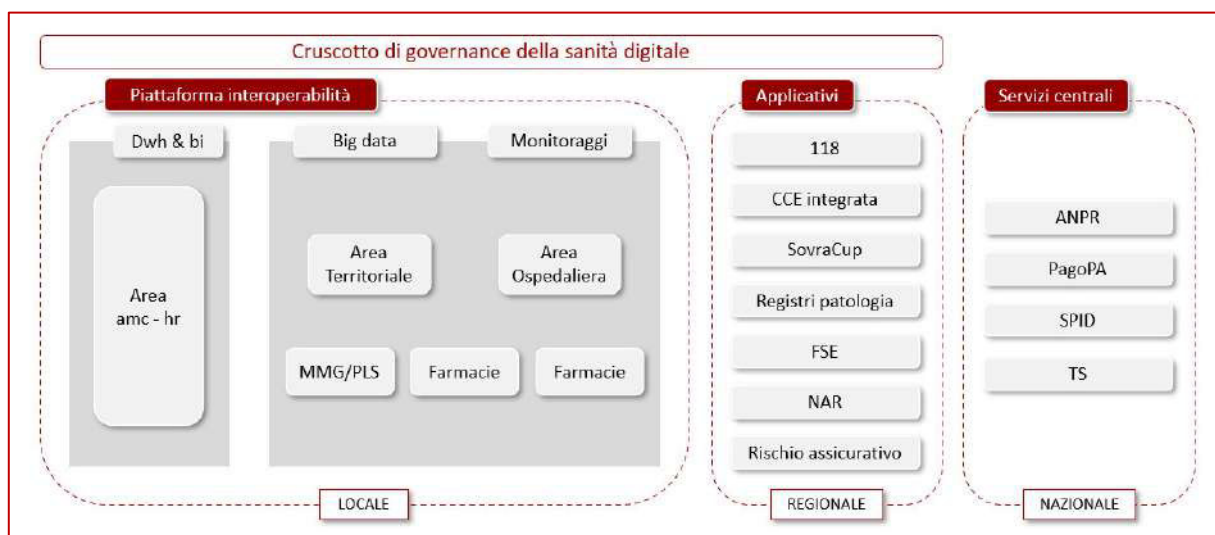 Cruscotto di governance della sanità digitale
Piattaforma interoperabilità
Applicativi
Servizi centrali
Dwh & bi
Big data
Monitoraggi
Area
amc - hr
Area
Territoriale
Area
Ospedaliera
MMG/PLS
Farmacie
Farmacie
118
CCE integrata
SovraCup
Registri patologia
FSE
NAR
Rischio assicurativo
ANPR
PagoPA
SPID
TS
LOCALE
REGIONALE
NAZIONALE